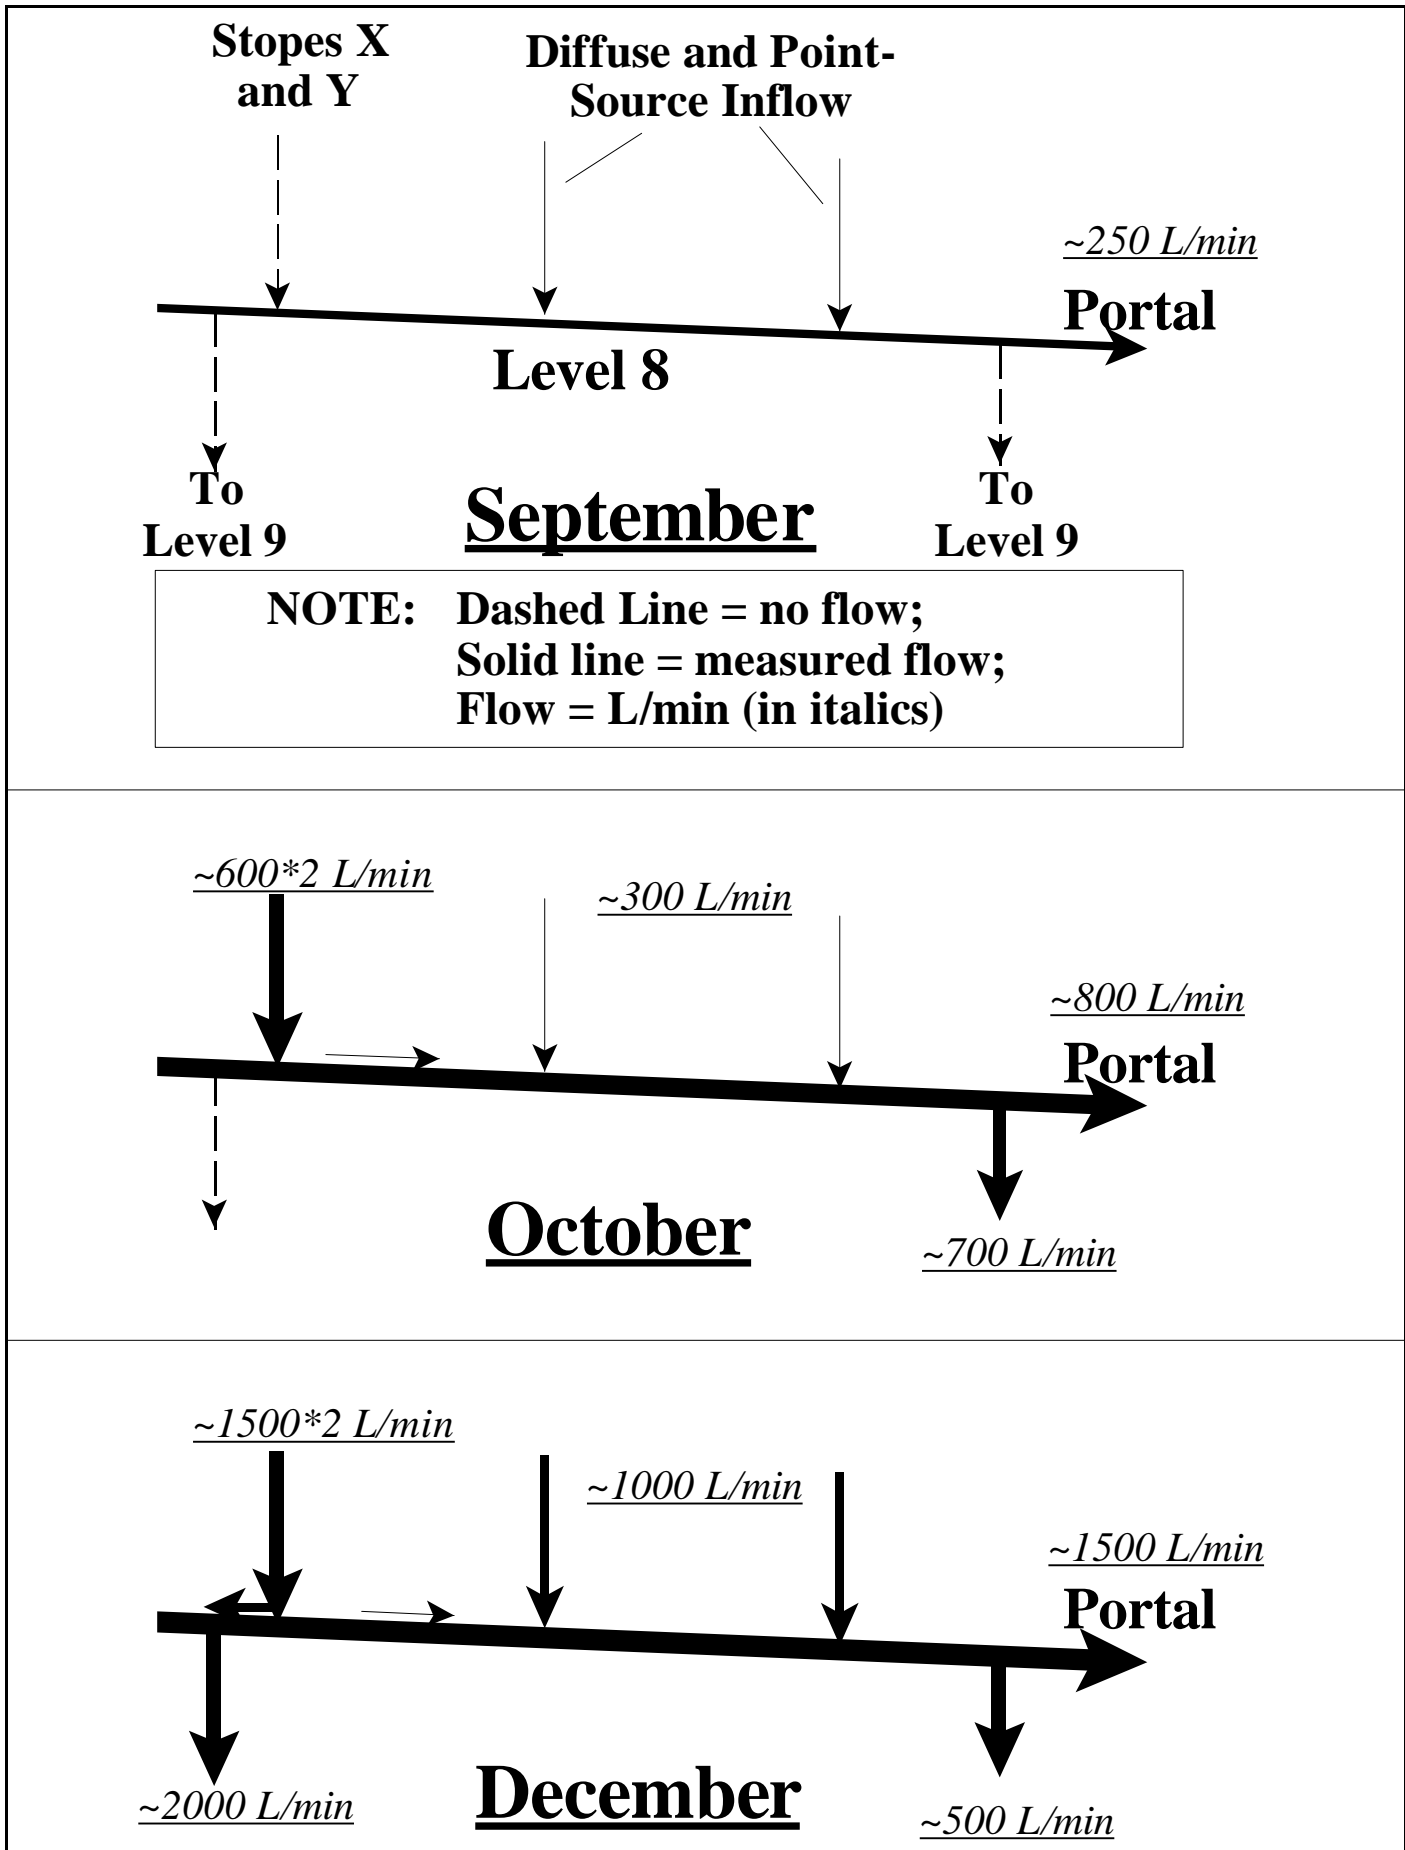 Stopes X
and Y
Diffuse and Point-
Source Inflow
~250 L/min
Portal
Level 8
To
Level 9
September
To
Level 9
NOTE: Dashed Line = no flow;
Solid line = measured flow;
Flow = L/min (in italics)
~600*2 L/min
~300 L/min
~800 L/min
Portal
October
~700 L/min
~1500*2 L/min
~1000 L/min
~1500 L/min
Portal
~2000 L/min
December
~500 L/min